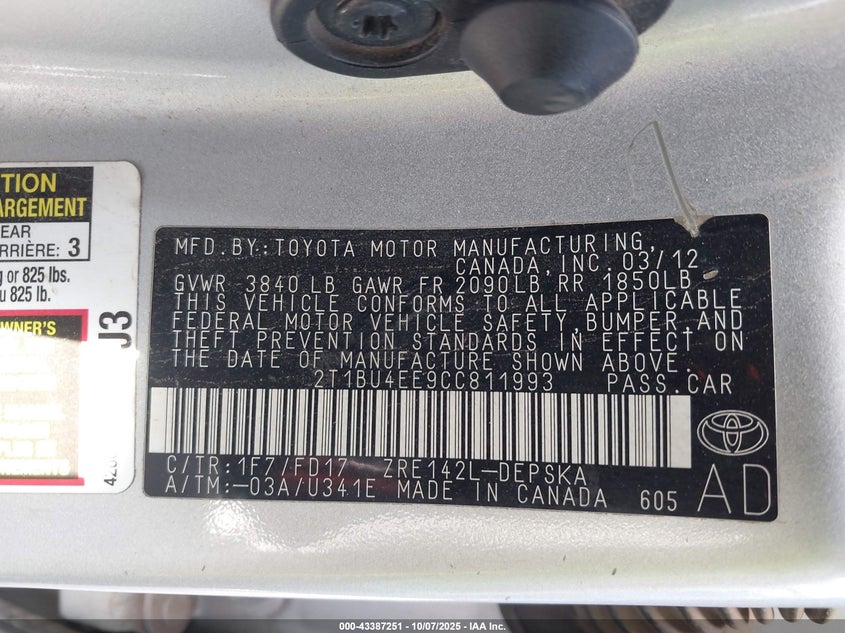 TION
ARGEMENT
EAR
RRIÈRE: 3
g or 825 lbs.
u 825 lb.
WNER'S
J3
MFD. BY: TOYOTA MOTOR MANUFACTURING,
CANADA, INC. 03/12
GVWR 3840 LB GAWR FR 2090LB RR 1850LB
THIS VEHICLE CONFORMS TO ALL APPLICABLE
FEDERAL MOTOR VEHICLE SAFETY, BUMPER, AND
THEFT PREVENTION STANDARDS IN EFFECT ON
THE DATE OF MANUFACTURE SHOWN ABOVE.
2T1BU4EE9CC811993 PASS. CAR
C/TR: 1F7/FD17 ZRE142L-DEPSKA
A/TM:-03A/U341E MADE IN CANADA 605
AD
000-43387251 - 10/07/2025 - IAA Inc.